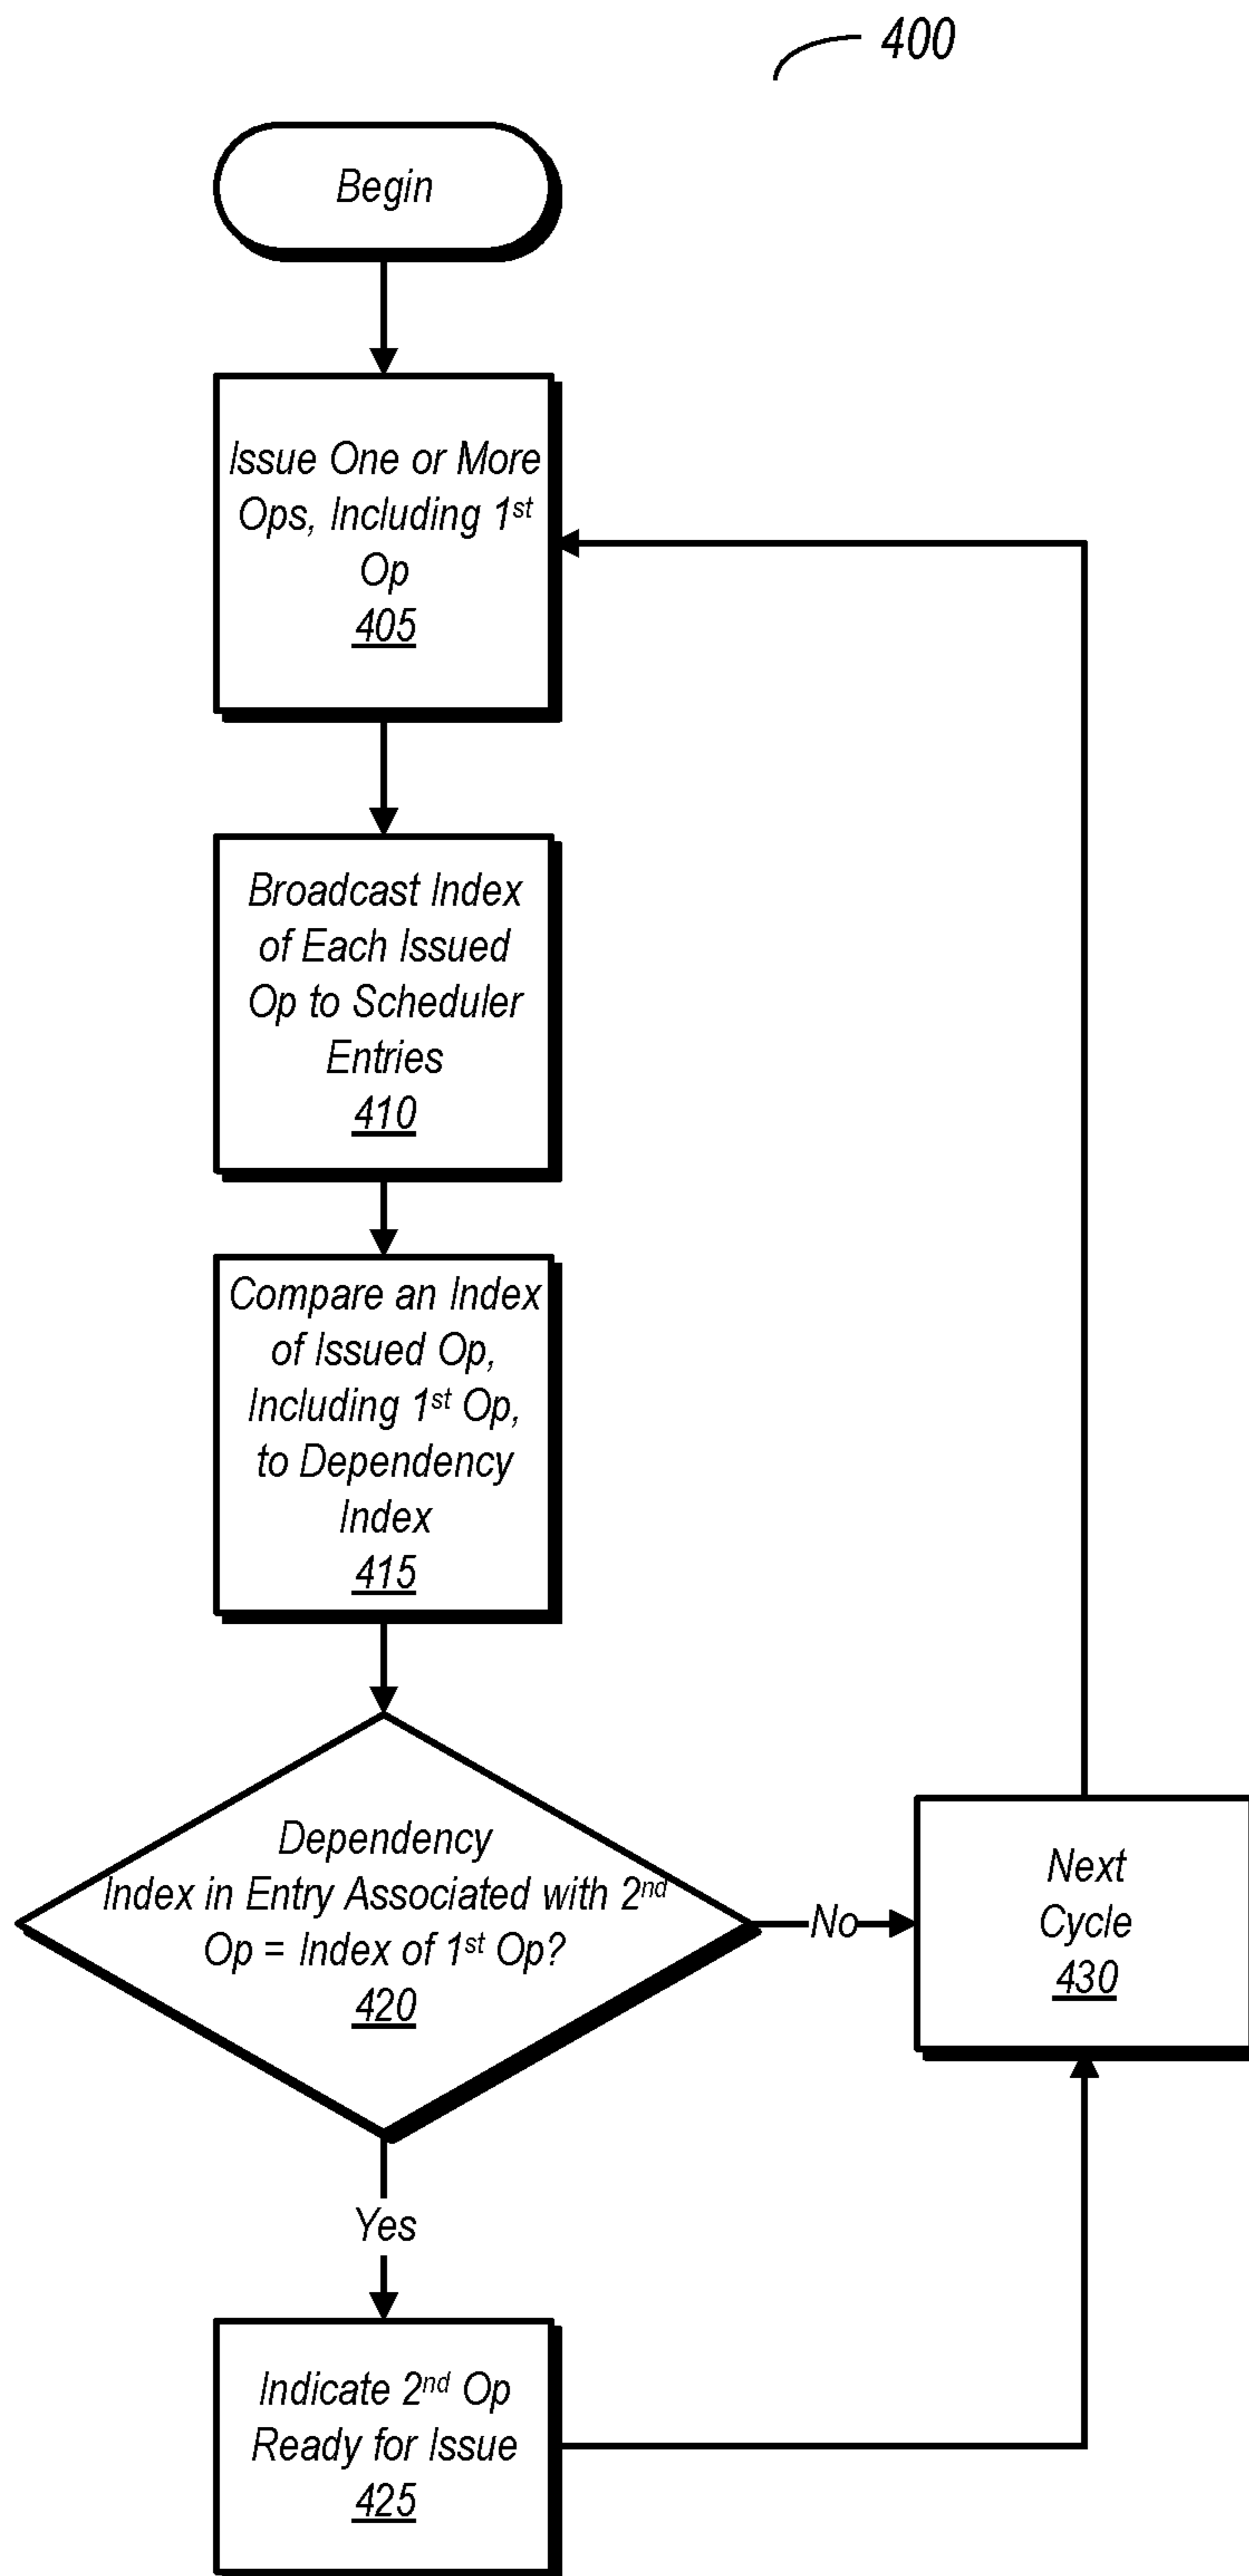 400
Begin
Issue One or More
Ops, Including 1st
Op
405
Broadcast Index
of Each Issued
Op to Scheduler
Entries
410
Compare an Index
of Issued Op,
Including 1st Op,
to Dependency
Index
415
Dependency
Index in Entry Associated with 2nd
Op = Index of 1st Op?
420
No
Next
Cycle
430
Yes
Indicate 2nd Op
Ready for Issue
425